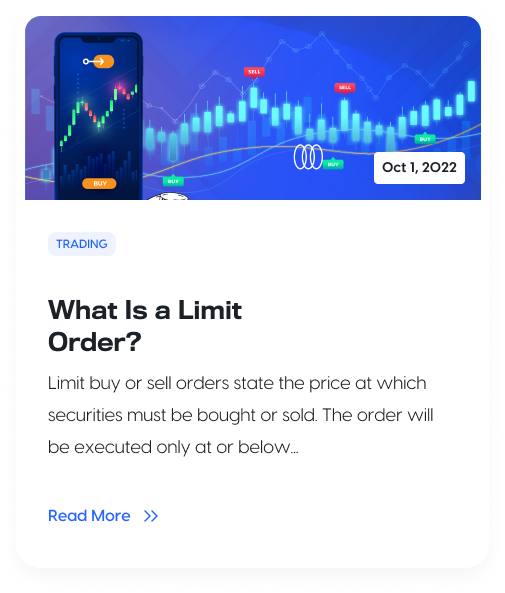 SELL
SELL
BUY
BUY
BUY
BUY
Oct 1, 2022
TRADING
What Is a Limit
Order?
Limit buy or sell orders state the price at which
securities must be bought or sold. The order will
be executed only at or below...
Read More